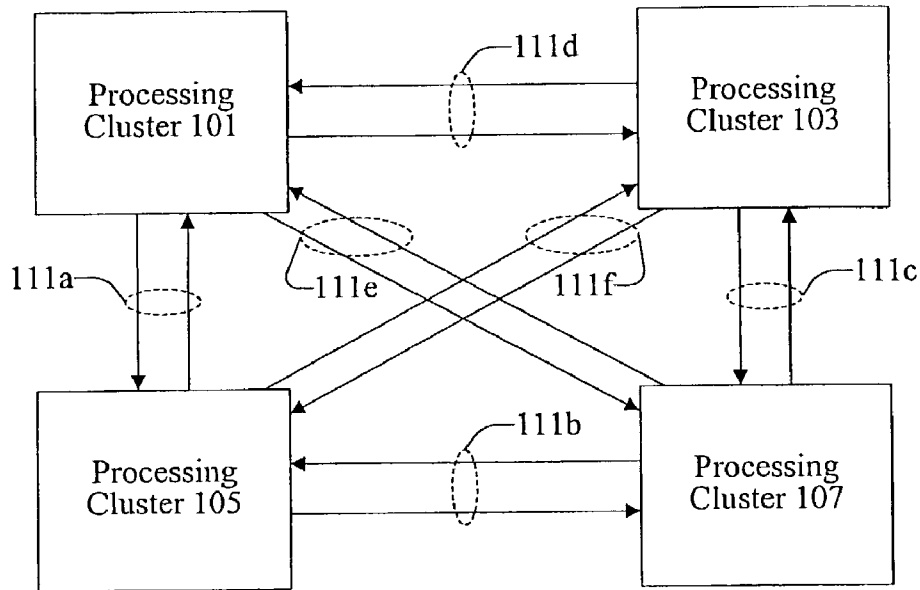 111d
Processing
Cluster 101
Processing
Cluster 103
111a
111e
111f
111c
111b
Processing
Cluster 105
Processing
Cluster 107